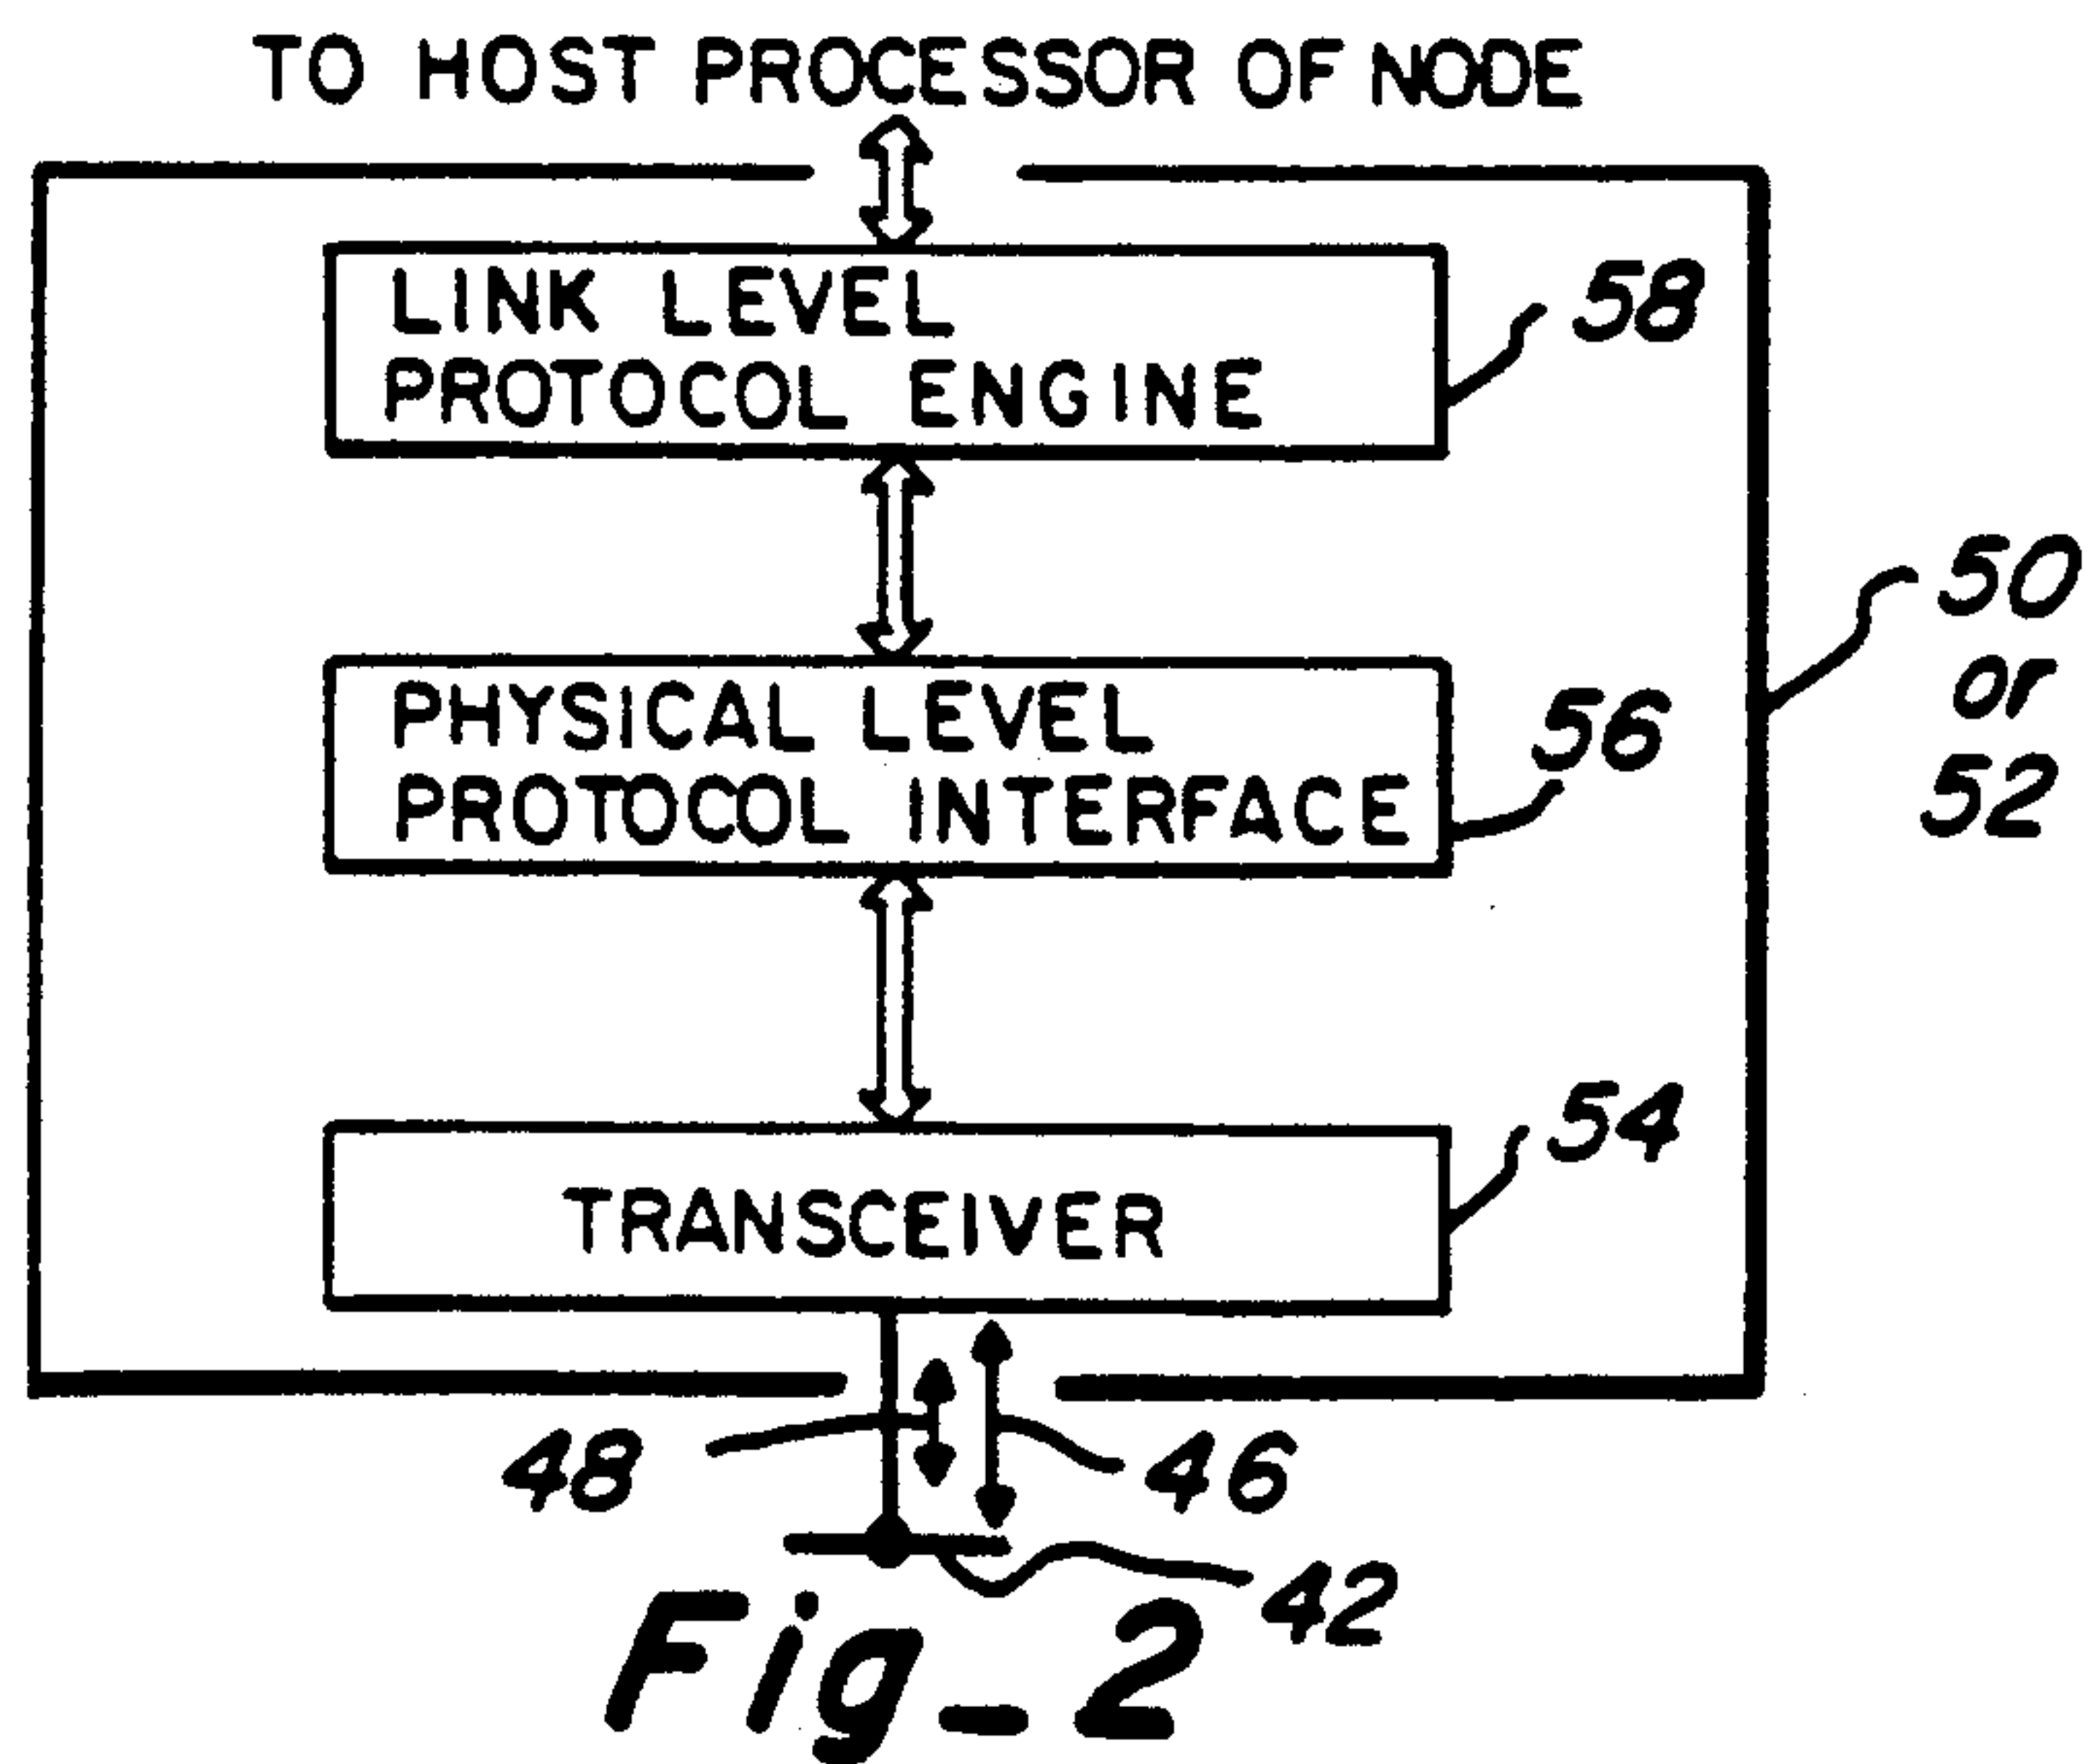 TO HOST PROCESSOR OF NODE
LINK LEVEL
PROTOCOL ENGINE
58
PHYSICAL LEVEL
PROTOCOL INTERFACE
56
50
or
52
TRANSCEIVER
54
48
46
42
Fig_2